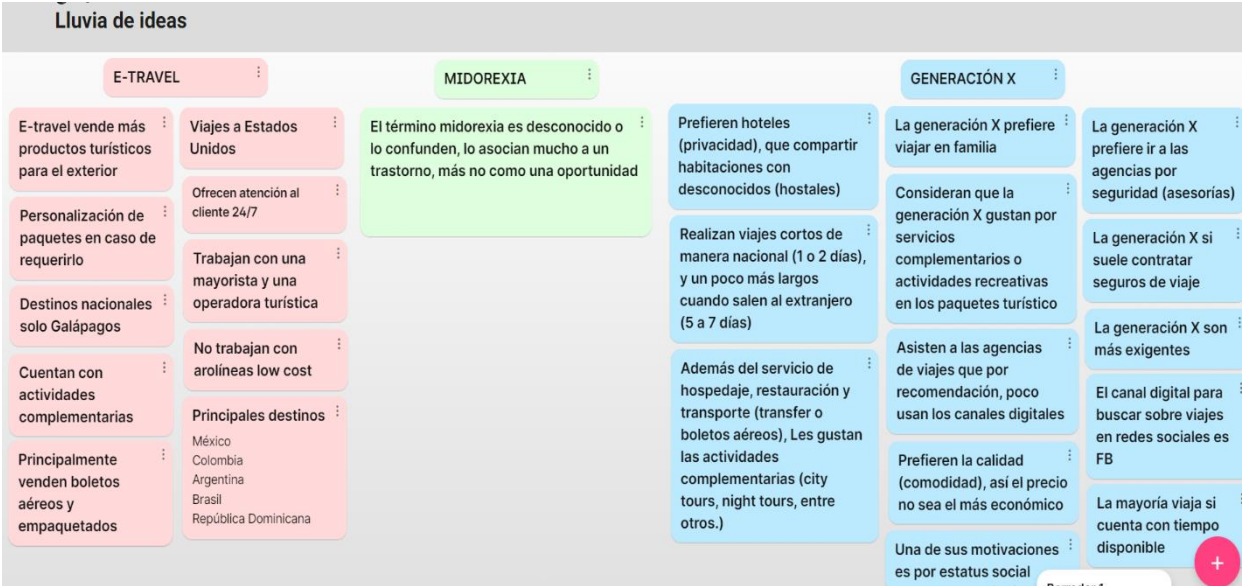 Lluvia de ideas
E-TRAVEL
E-travel vende más
productos turísticos
para el exterior
Personalización de
paquetes en caso de
requerirlo
Destinos nacionales
solo Galápagos
Cuentan con
actividades
complementarias
Principalmente
venden boletos
aéreos y
empaquetados
Viajes a Estados
Unidos
Ofrecen atención al
cliente 24/7
Trabajan con una
mayorista y una
operadora turística
No trabajan con
arolíneas low cost
Principales destinos
México
Colombia
Argentina
Brasil
República Dominicana
MIDOREXIA
El término midorexia es desconocido o
lo confunden, lo asocian mucho a un
trastorno, más no como una oportunidad
GENERACIÓN X
Prefieren hoteles
(privacidad), que compartir
habitaciones con
desconocidos (hostales)
Realizan viajes cortos de
manera nacional (1 o 2 días),
y un poco más largos
cuando salen al extranjero
(5 a 7 días)
Además del servicio de
hospedaje, restauración y
transporte (transfer o
boletos aéreos), Les gustan
las actividades
complementarias (city
tours, night tours, entre
otros.)
La generación X prefiere
viajar en familia
Consideran que la
generación X gustan por
servicios
complementarios o
actividades recreativas
en los paquetes turístico
Asisten a las agencias
de viajes que por
recomendación, poco
usan los canales digitales
Prefieren la calidad
(comodidad), así el precio
no sea el más económico
Una de sus motivaciones
es por estatus social
La generación X
prefiere ir a las
agencias por
seguridad (asesorías)
La generación X si
suele contratar
seguros de viaje
La generación X son
más exigentes
El canal digital para
buscar sobre viajes
en redes sociales es
FB
La mayoría viaja si
cuenta con tiempo
disponible